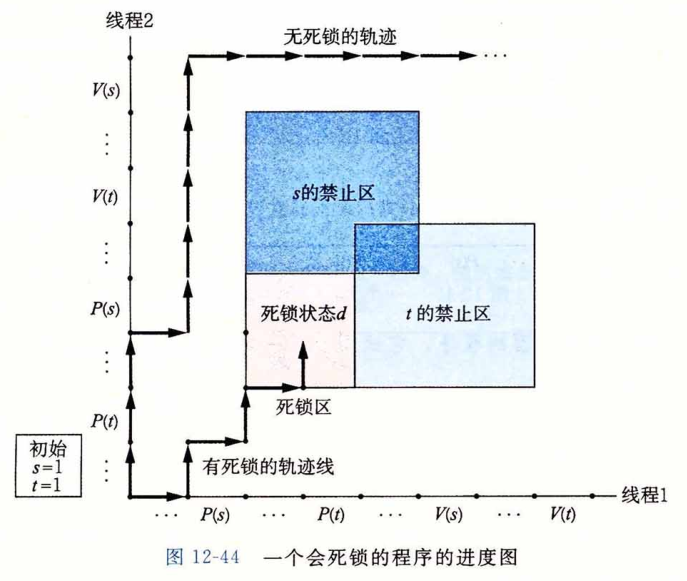 线程2
无死锁的轨迹
V(s)
⋮
V(t)
⋮
P(s)
⋮
P(t)
⋮
...
s的禁止区
死锁状态d
t 的禁止区
死锁区
有死锁的轨迹线
初始
s=1
t=1
线程1
... P(s) ... P(t) ... V(s) ... V(t)
图 12-44 一个会死锁的程序的进度图